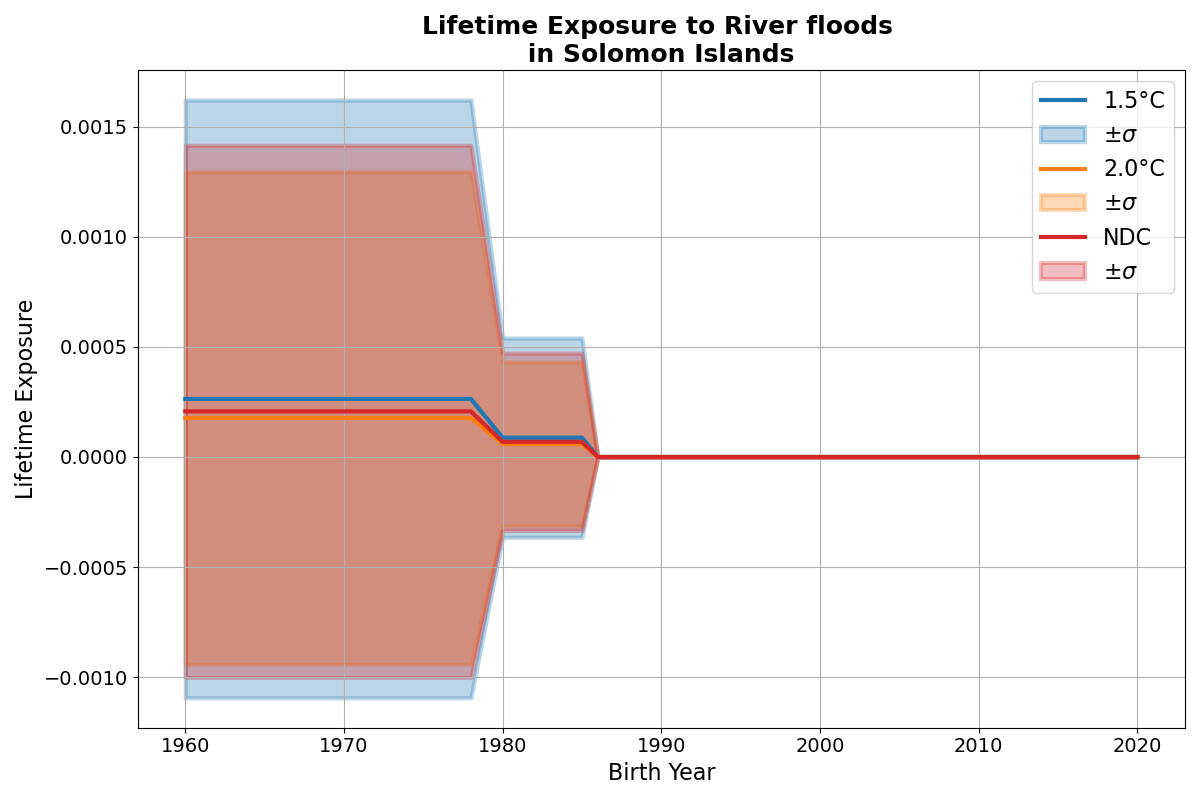 Lifetime Exposure to River floods
in Solomon Islands
Lifetime Exposure
0.0015
0.0010
0.0005
0.0000
−0.0005
−0.0010
1.5°C
±σ
2.0°C
±σ
NDC
±σ
1960 1970 1980 1990 2000 2010 2020
Birth Year